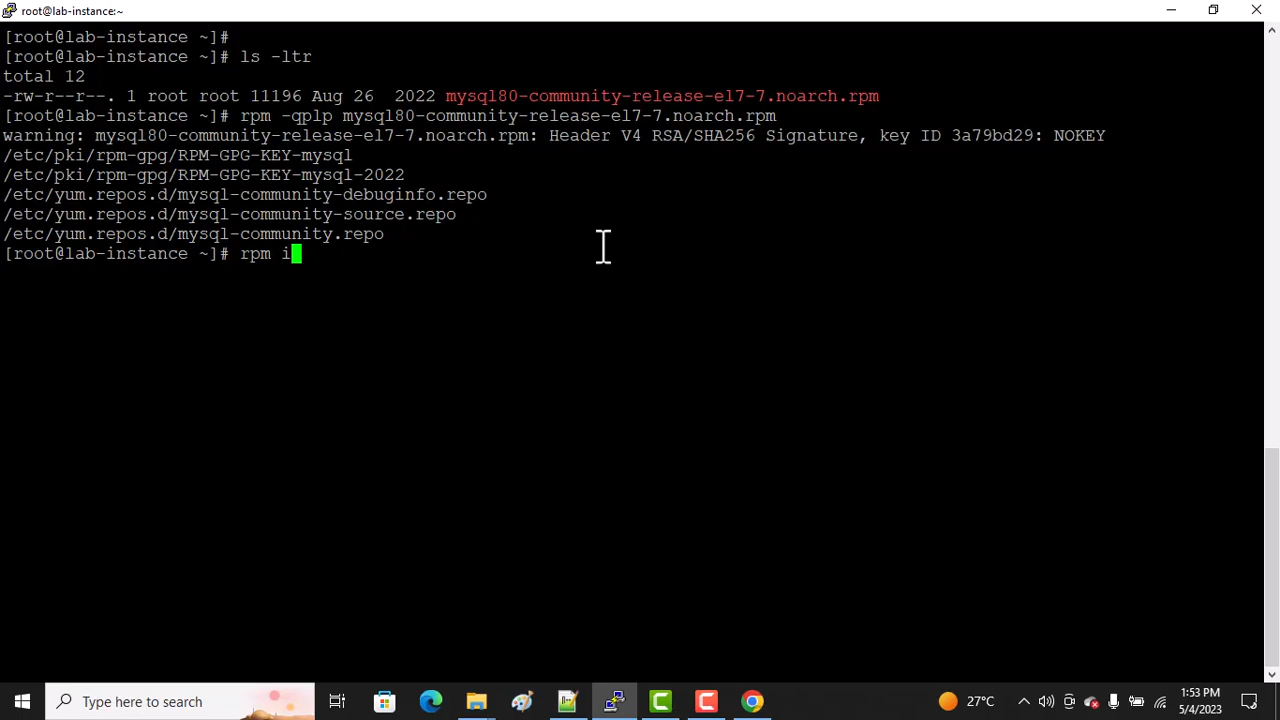 root@lab-instance:~
[root@lab-instance ~]#
[root@lab-instance ~]# ls -ltr
total 12
-rw-r--r--. 1 root root 11196 Aug 26  2022 mysql80-community-release-el7-7.noarch.rpm
[root@lab-instance ~]# rpm -qplp mysql80-community-release-el7-7.noarch.rpm
warning: mysql80-community-release-el7-7.noarch.rpm: Header V4 RSA/SHA256 Signature, key ID 3a79bd29: NOKEY
/etc/pki/rpm-gpg/RPM-GPG-KEY-mysql
/etc/pki/rpm-gpg/RPM-GPG-KEY-mysql-2022
/etc/yum.repos.d/mysql-community-debuginfo.repo
/etc/yum.repos.d/mysql-community-source.repo
/etc/yum.repos.d/mysql-community.repo
[root@lab-instance ~]# rpm i
Type here to search
27°C
1:53 PM
5/4/2023